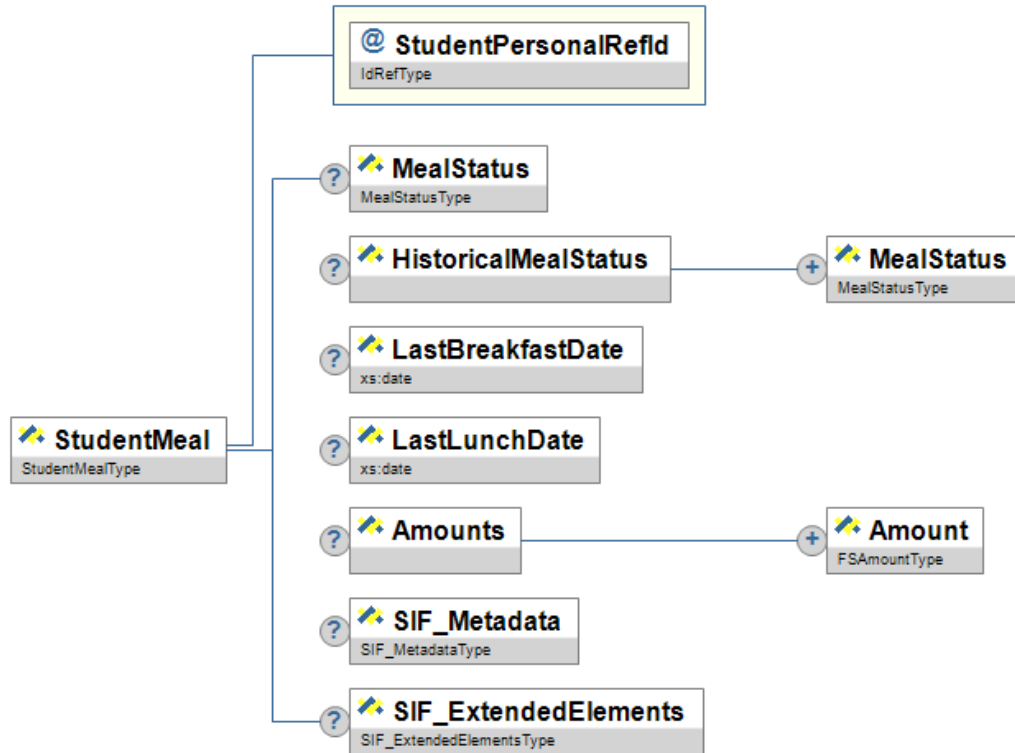 @ StudentPersonalRefId
IdRefType
? MealStatus
MealStatusType
? HistoricalMealStatus
+ MealStatus
MealStatusType
? LastBreakfastDate
xs:date
StudentMeal
StudentMealType
? LastLunchDate
xs:date
? Amounts
+ Amount
FSAmountType
? SIF_Metadata
SIF_MetadataType
? SIF_ExtendedElements
SIF_ExtendedElementsType